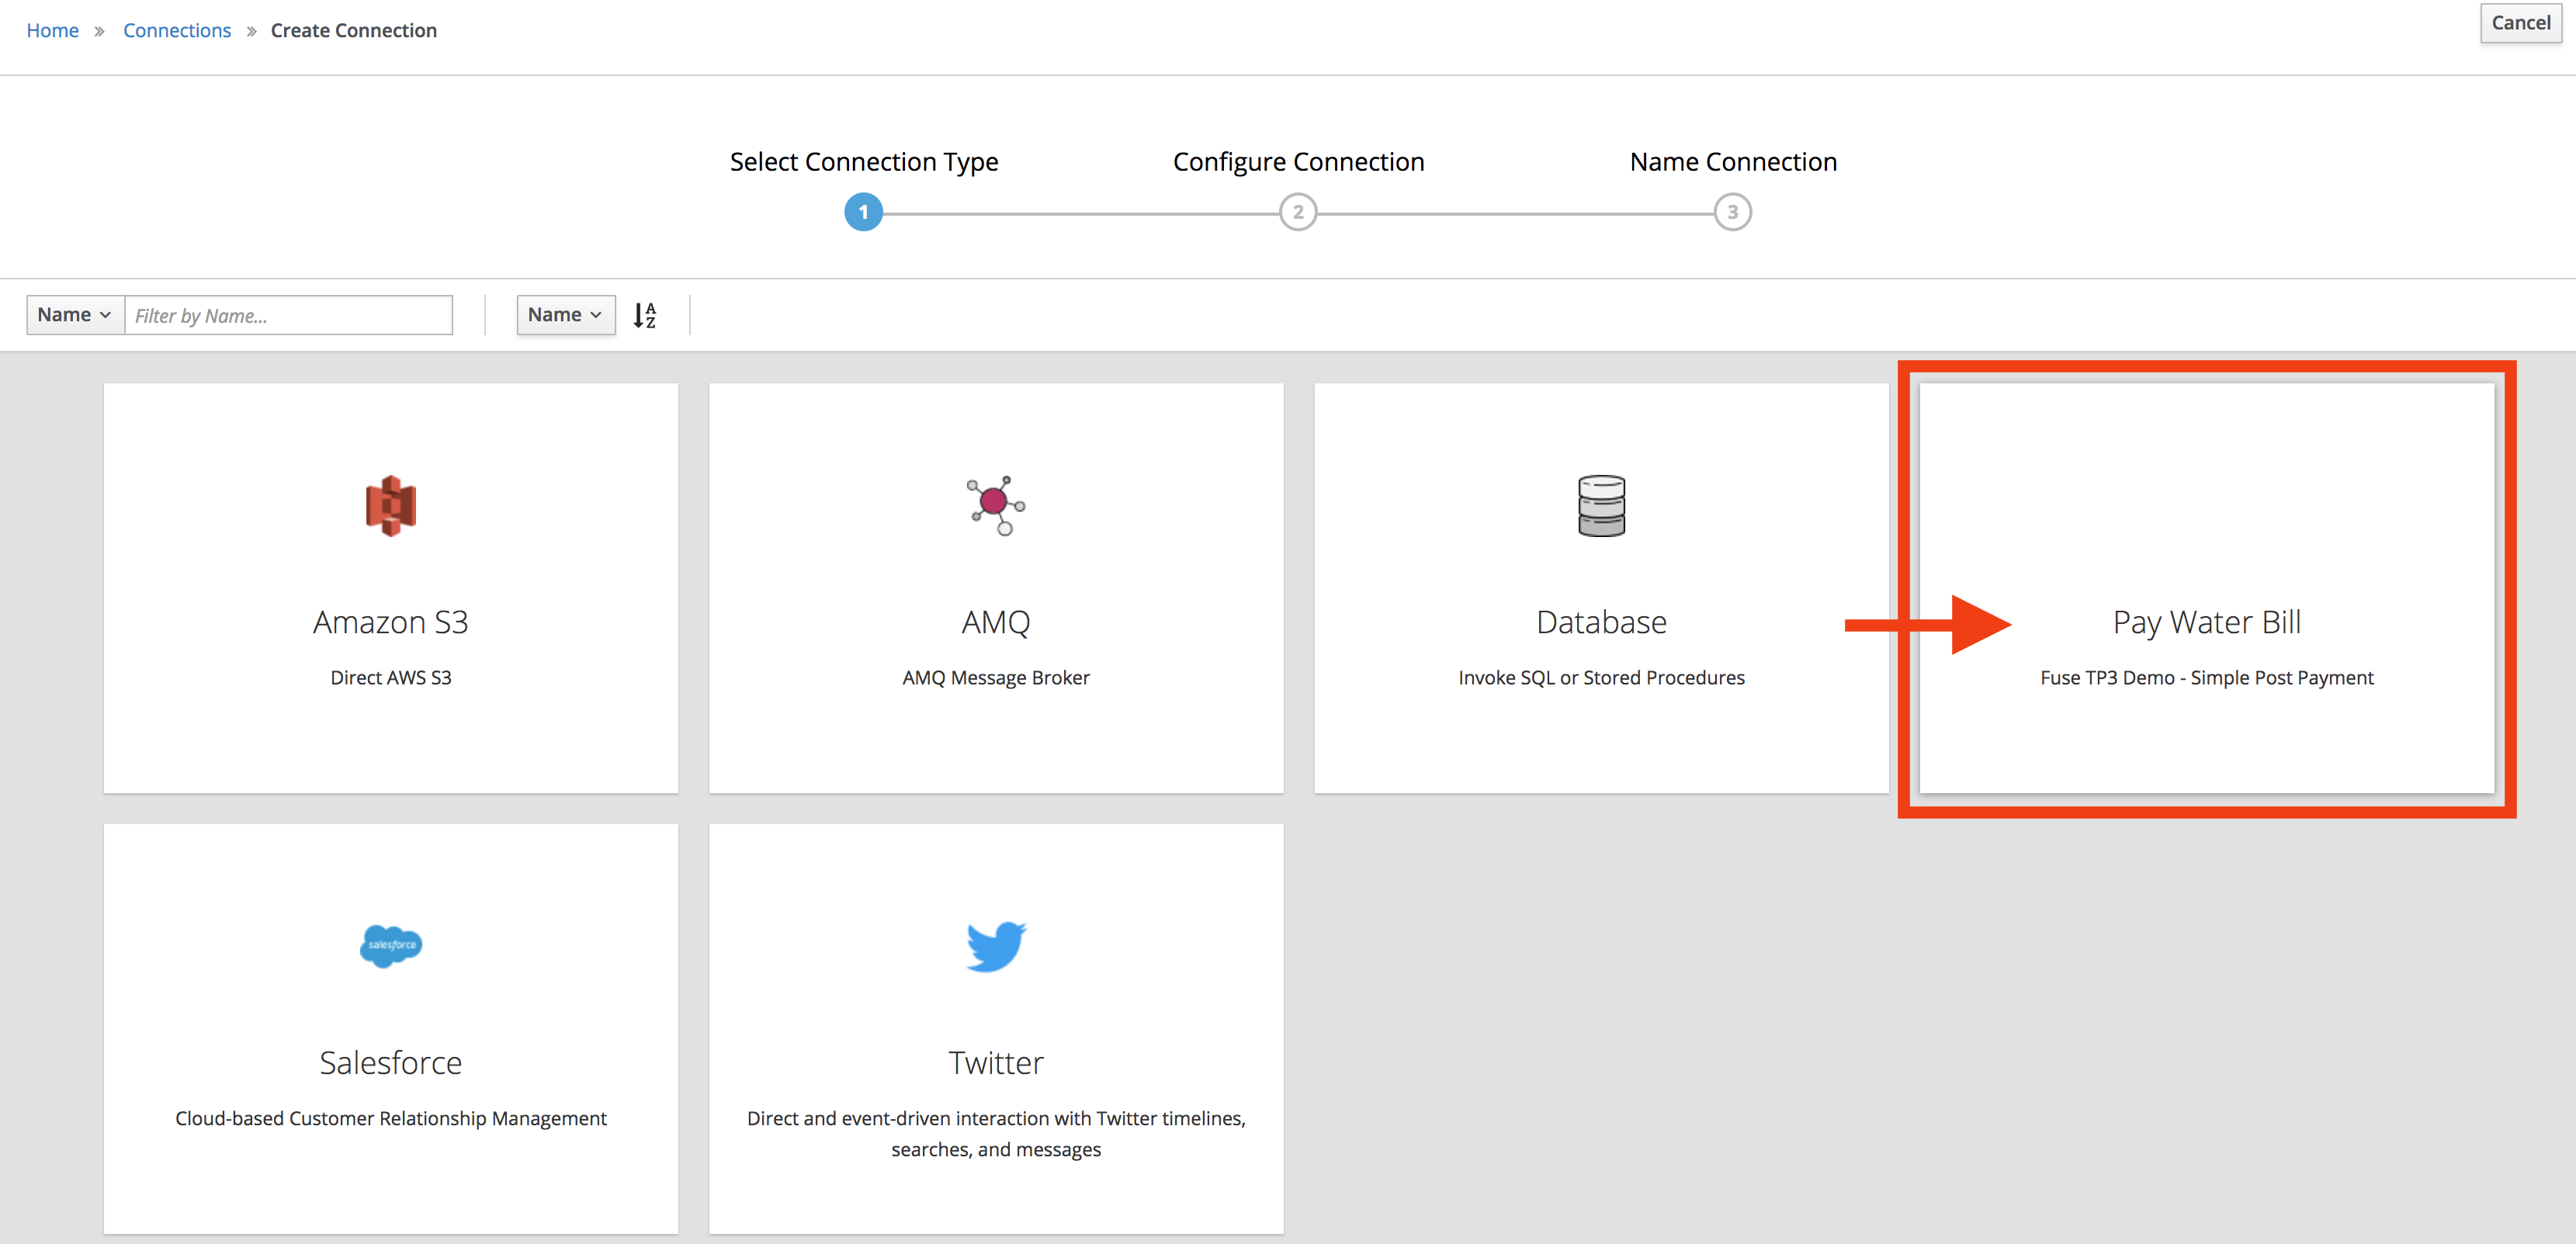 Home » Connections » Create Connection
Cancel
Select Connection Type
Configure Connection
Name Connection
1
2
3
Name
Filter by Name...
Name
A
Z
Amazon S3
Direct AWS S3
AMQ
AMQ Message Broker
Database
Invoke SQL or Stored Procedures
Pay Water Bill
Fuse TP3 Demo - Simple Post Payment
salesforce
Salesforce
Cloud-based Customer Relationship Management
Twitter
Direct and event-driven interaction with Twitter timelines,
searches, and messages